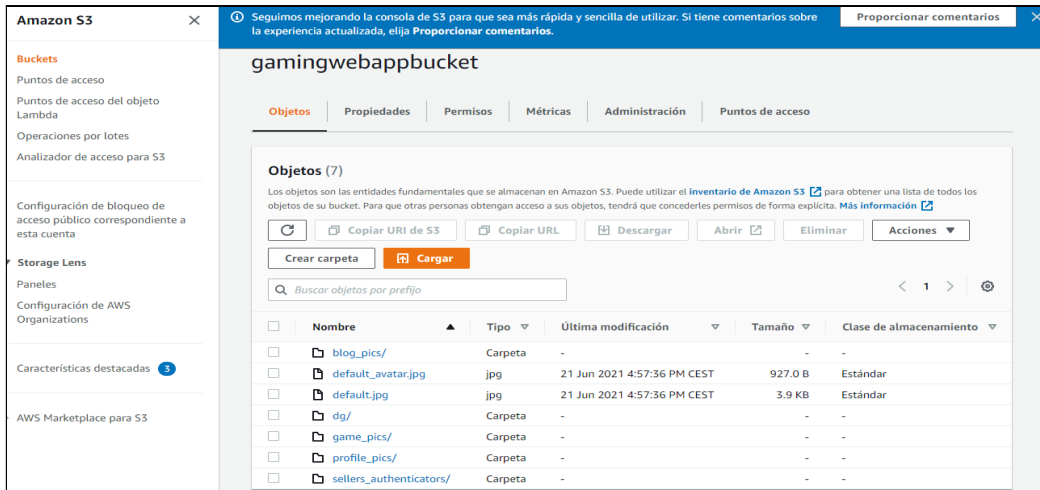 Amazon S3
Buckets
Puntos de acceso
Puntos de acceso del objeto
Lambda
Operaciones por lotes
Analizador de acceso para S3
Configuración de bloqueo de
acceso público correspondiente a
esta cuenta
Storage Lens
Paneles
Configuración de AWS
Organizations
Características destacadas 3
AWS Marketplace para S3
Seguimos mejorando la consola de S3 para que sea más rápida y sencilla de utilizar. Si tiene comentarios sobre
la experiencia actualizada, elija Proporcionar comentarios.
Proporcionar comentarios
gamingwebappbucket
Objetos Propiedades Permisos Métricas Administración Puntos de acceso
Objetos (7)
Los objetos son las entidades fundamentales que se almacenan en Amazon S3. Puede utilizar el inventario de Amazon S3 para obtener una lista de todos los
objetos de su bucket. Para que otras personas obtengan acceso a sus objetos, tendrá que concederles permisos de forma explícita. Más información
Copiar URI de S3 Copiar URL Descargar Abrir Eliminar Acciones
Crear carpeta Cargar
Buscar objetos por prefijo
1
Nombre Tipo Última modificación Tamaño Clase de almacenamiento
blog_pics/ Carpeta - - -
default_avatar.jpg jpg 21 Jun 2021 4:57:36 PM CEST 927.0 B Estándar
default.jpg jpg 21 Jun 2021 4:57:36 PM CEST 3.9 KB Estándar
dg/ Carpeta - - -
game_pics/ Carpeta - - -
profile_pics/ Carpeta - - -
sellers_authenticators/ Carpeta - - -